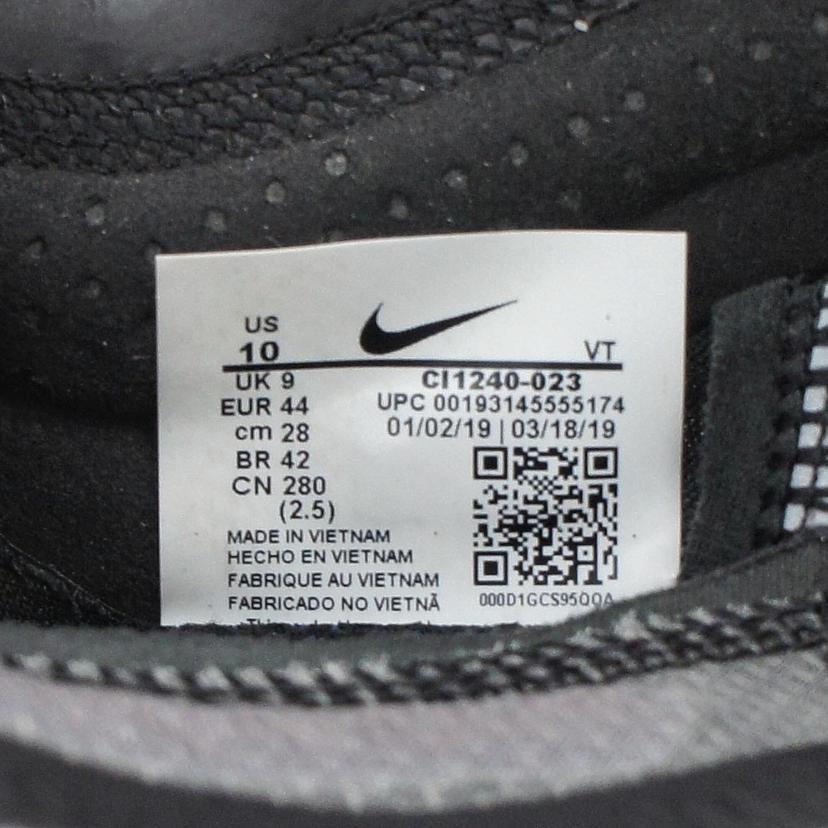 US
10
VT
UK 9
CI1240-023
EUR 44
UPC 00193145555174
cm 28
01/02/19 | 03/18/19
BR 42
CN 280
(2.5)
MADE IN VIETNAM
HECHO EN VIETNAM
FABRIQUE AU VIETNAM
FABRICADO NO VIETNÃ
000D1GCS95QQA